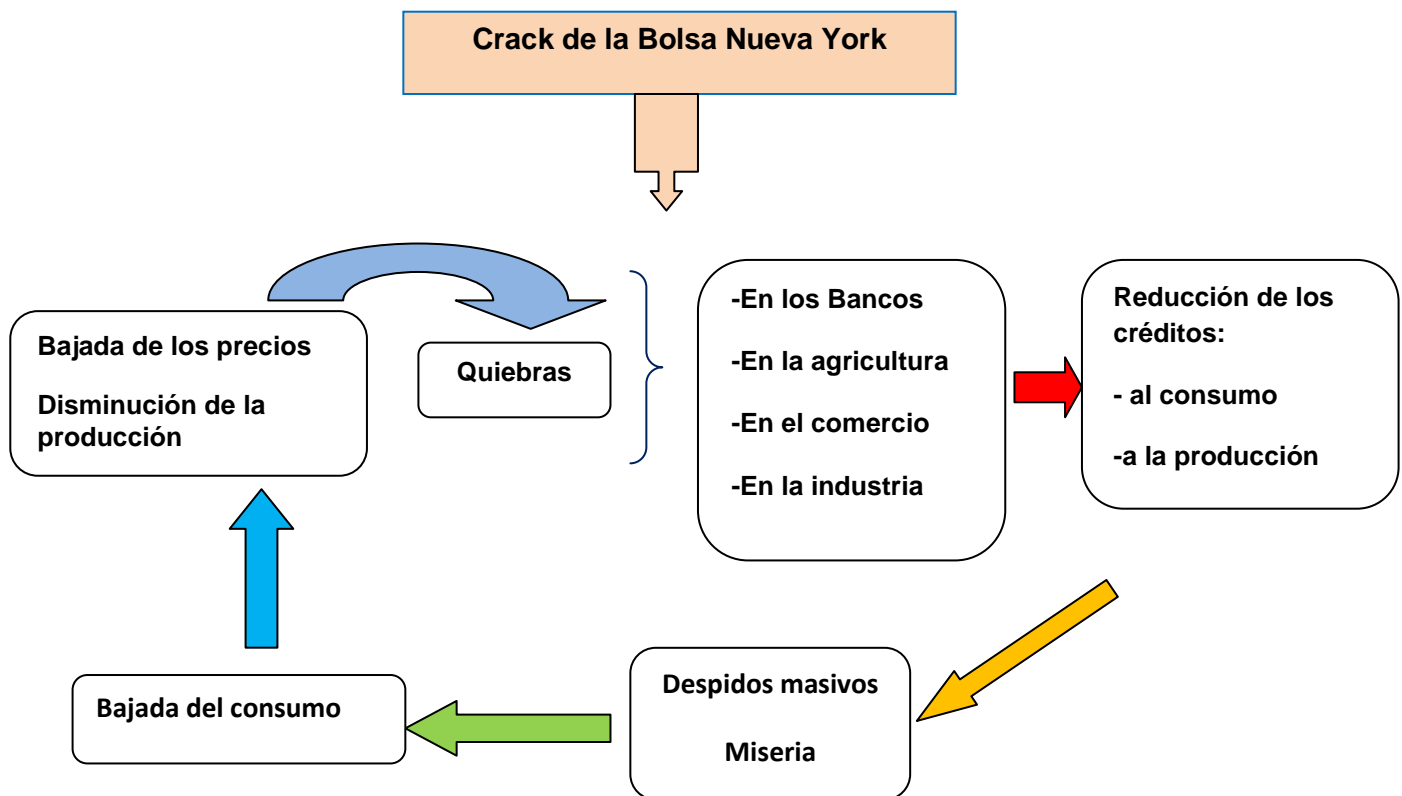 Crack de la Bolsa Nueva York
Bajada de los precios
Disminución de la
producción
Quiebras
-En los Bancos
-En la agricultura
-En el comercio
-En la industria
Reducción de los
créditos:
- al consumo
-a la producción
Despidos masivos
Miseria
Bajada del consumo